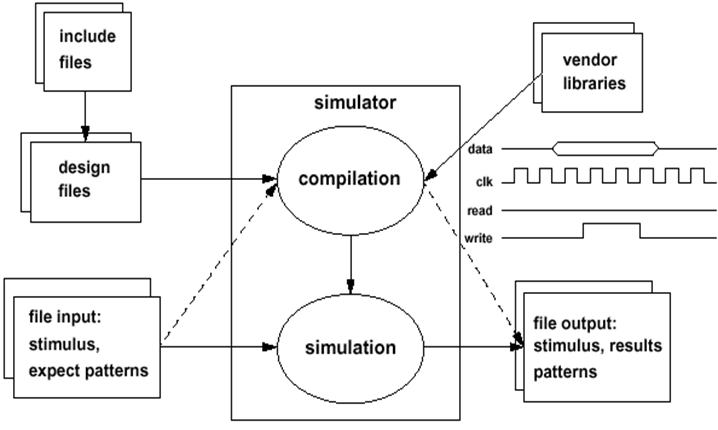 include
files
vendor
libraries
simulator
design
files
compilation
data
clk
read
write
file input:
stimulus,
expect patterns
simulation
file output:
stimulus, results
patterns